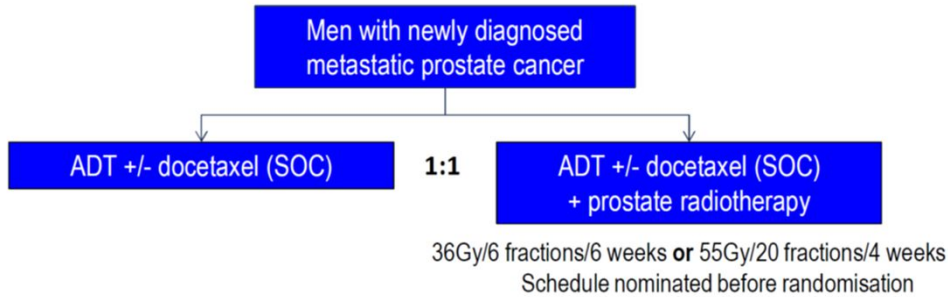 Men with newly diagnosed
metastatic prostate cancer
ADT +/- docetaxel (SOC)
1:1
ADT +/- docetaxel (SOC)
+ prostate radiotherapy
36Gy/6 fractions/6 weeks or 55Gy/20 fractions/4 weeks
Schedule nominated before randomisation